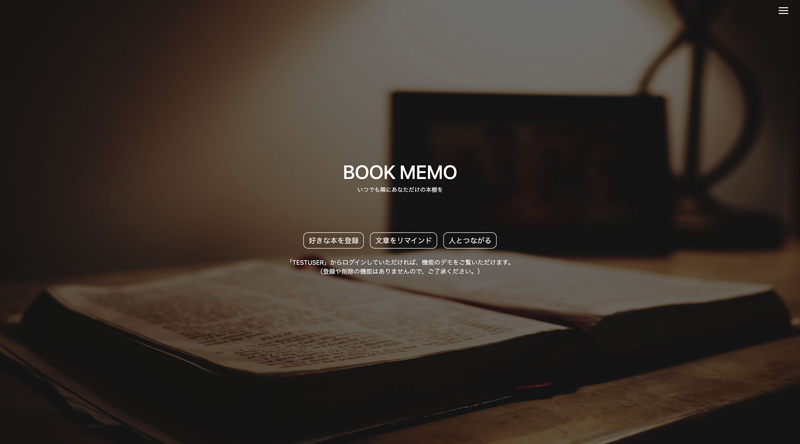 BOOK MEMO
いつでも隣にあなただけの本棚を
好きな本を登録 文章をリマインド 人とつながる
「TESTUSER」からログインしていただければ、機能のデモをご覧いただけます。
（登録や削除の機能はありませんので、ご了承ください。）